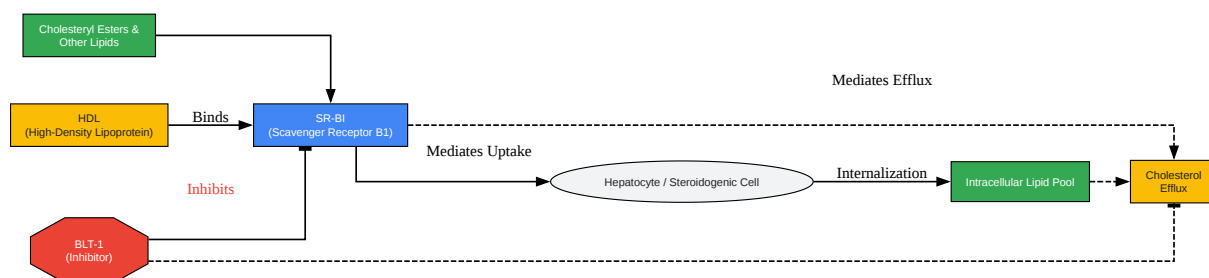 Cholesteryl Esters &
Other Lipids
Mediates Efflux
HDL
(High-Density Lipoprotein)
Binds
SR-BI
(Scavenger Receptor B1)
Mediates Uptake
Hepatocyte / Steroidogenic Cell
Internalization
Intracellular Lipid Pool
Cholesterol
Efflux
Inhibits
BLT-1
(Inhibitor)